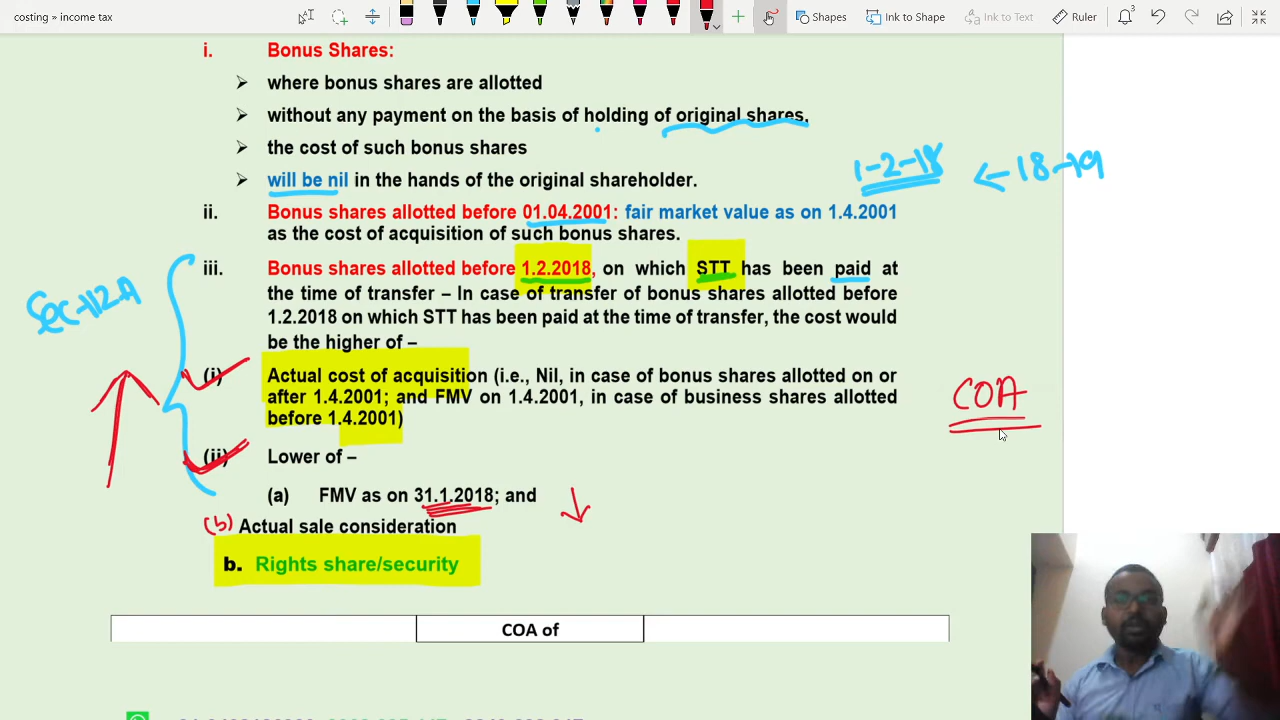 costing » income tax
Shapes
Ink to Shape
Ink to Text
Ruler
i. Bonus Shares:
➢ where bonus shares are allotted
➢ without any payment on the basis of holding of original shares,
➢ the cost of such bonus shares
➢ will be nil in the hands of the original shareholder.
1-2-18 ← 18-19
ii. Bonus shares allotted before 01.04.2001: fair market value as on 1.4.2001
as the cost of acquisition of such bonus shares.
iii. Bonus shares allotted before 1.2.2018, on which STT has been paid at
the time of transfer – In case of transfer of bonus shares allotted before
Sec-112A
1.2.2018 on which STT has been paid at the time of transfer, the cost would
be the higher of –
(i) Actual cost of acquisition (i.e., Nil, in case of bonus shares allotted on or
after 1.4.2001; and FMV on 1.4.2001, in case of business shares allotted
before 1.4.2001)
COA
(ii) Lower of –
(a) FMV as on 31.1.2018; and
(b) Actual sale consideration
b. Rights share/security
COA of